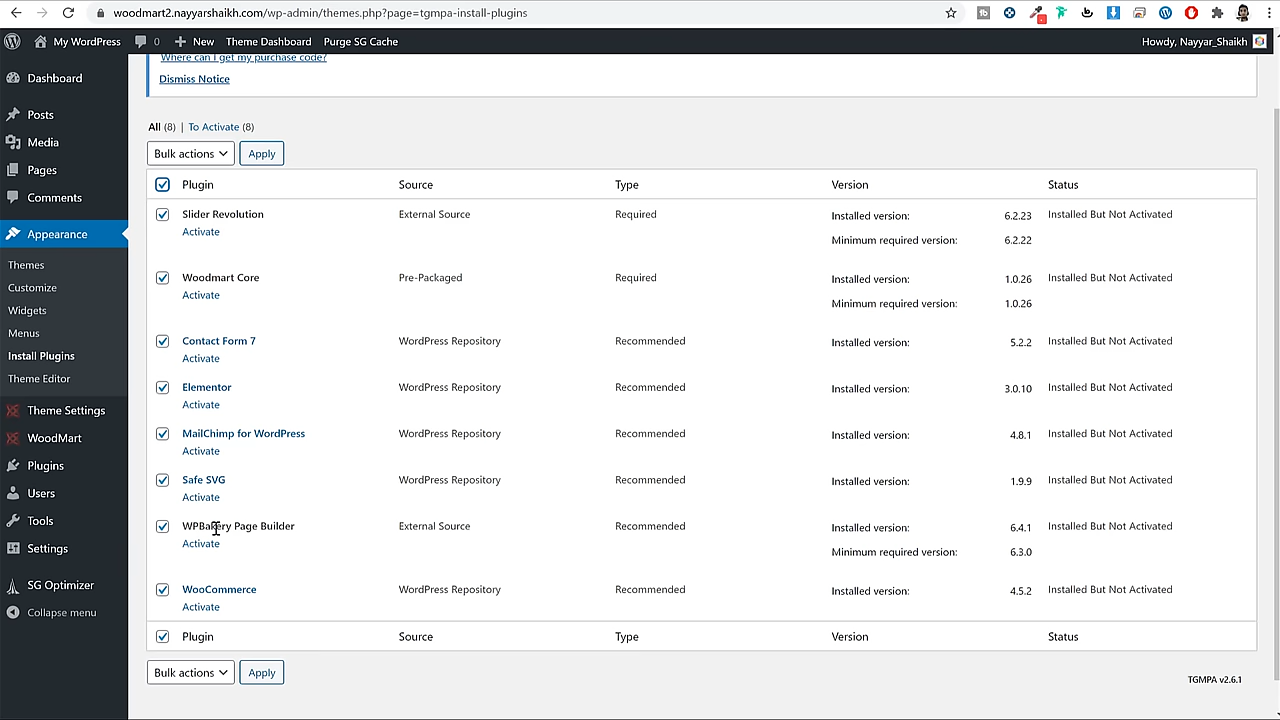 woodmart2.nayyarshaikh.com/wp-admin/themes.php?page=tgmpa-install-plugins
My WordPress 0 New Theme Dashboard Purge SG Cache Howdy, Nayyar_Shaikh
Where can I get my purchase code?
Dismiss Notice
Dashboard
Posts
Media
Pages
Comments
Appearance
Themes
Customize
Widgets
Menus
Install Plugins
Theme Editor
Theme Settings
WoodMart
Plugins
Users
Tools
Settings
SG Optimizer
Collapse menu
All (8) | To Activate (8)
Bulk actions Apply
Plugin Source Type Version Status
Slider Revolution External Source Required Installed version: 6.2.23 Installed But Not Activated
Activate Minimum required version: 6.2.22
Woodmart Core Pre-Packaged Required Installed version: 1.0.26 Installed But Not Activated
Activate Minimum required version: 1.0.26
Contact Form 7 WordPress Repository Recommended Installed version: 5.2.2 Installed But Not Activated
Activate
Elementor WordPress Repository Recommended Installed version: 3.0.10 Installed But Not Activated
Activate
MailChimp for WordPress WordPress Repository Recommended Installed version: 4.8.1 Installed But Not Activated
Activate
Safe SVG WordPress Repository Recommended Installed version: 1.9.9 Installed But Not Activated
Activate
WPBakery Page Builder External Source Recommended Installed version: 6.4.1 Installed But Not Activated
Activate Minimum required version: 6.3.0
WooCommerce WordPress Repository Recommended Installed version: 4.5.2 Installed But Not Activated
Activate
Plugin Source Type Version Status
Bulk actions Apply
TGMPA v2.6.1